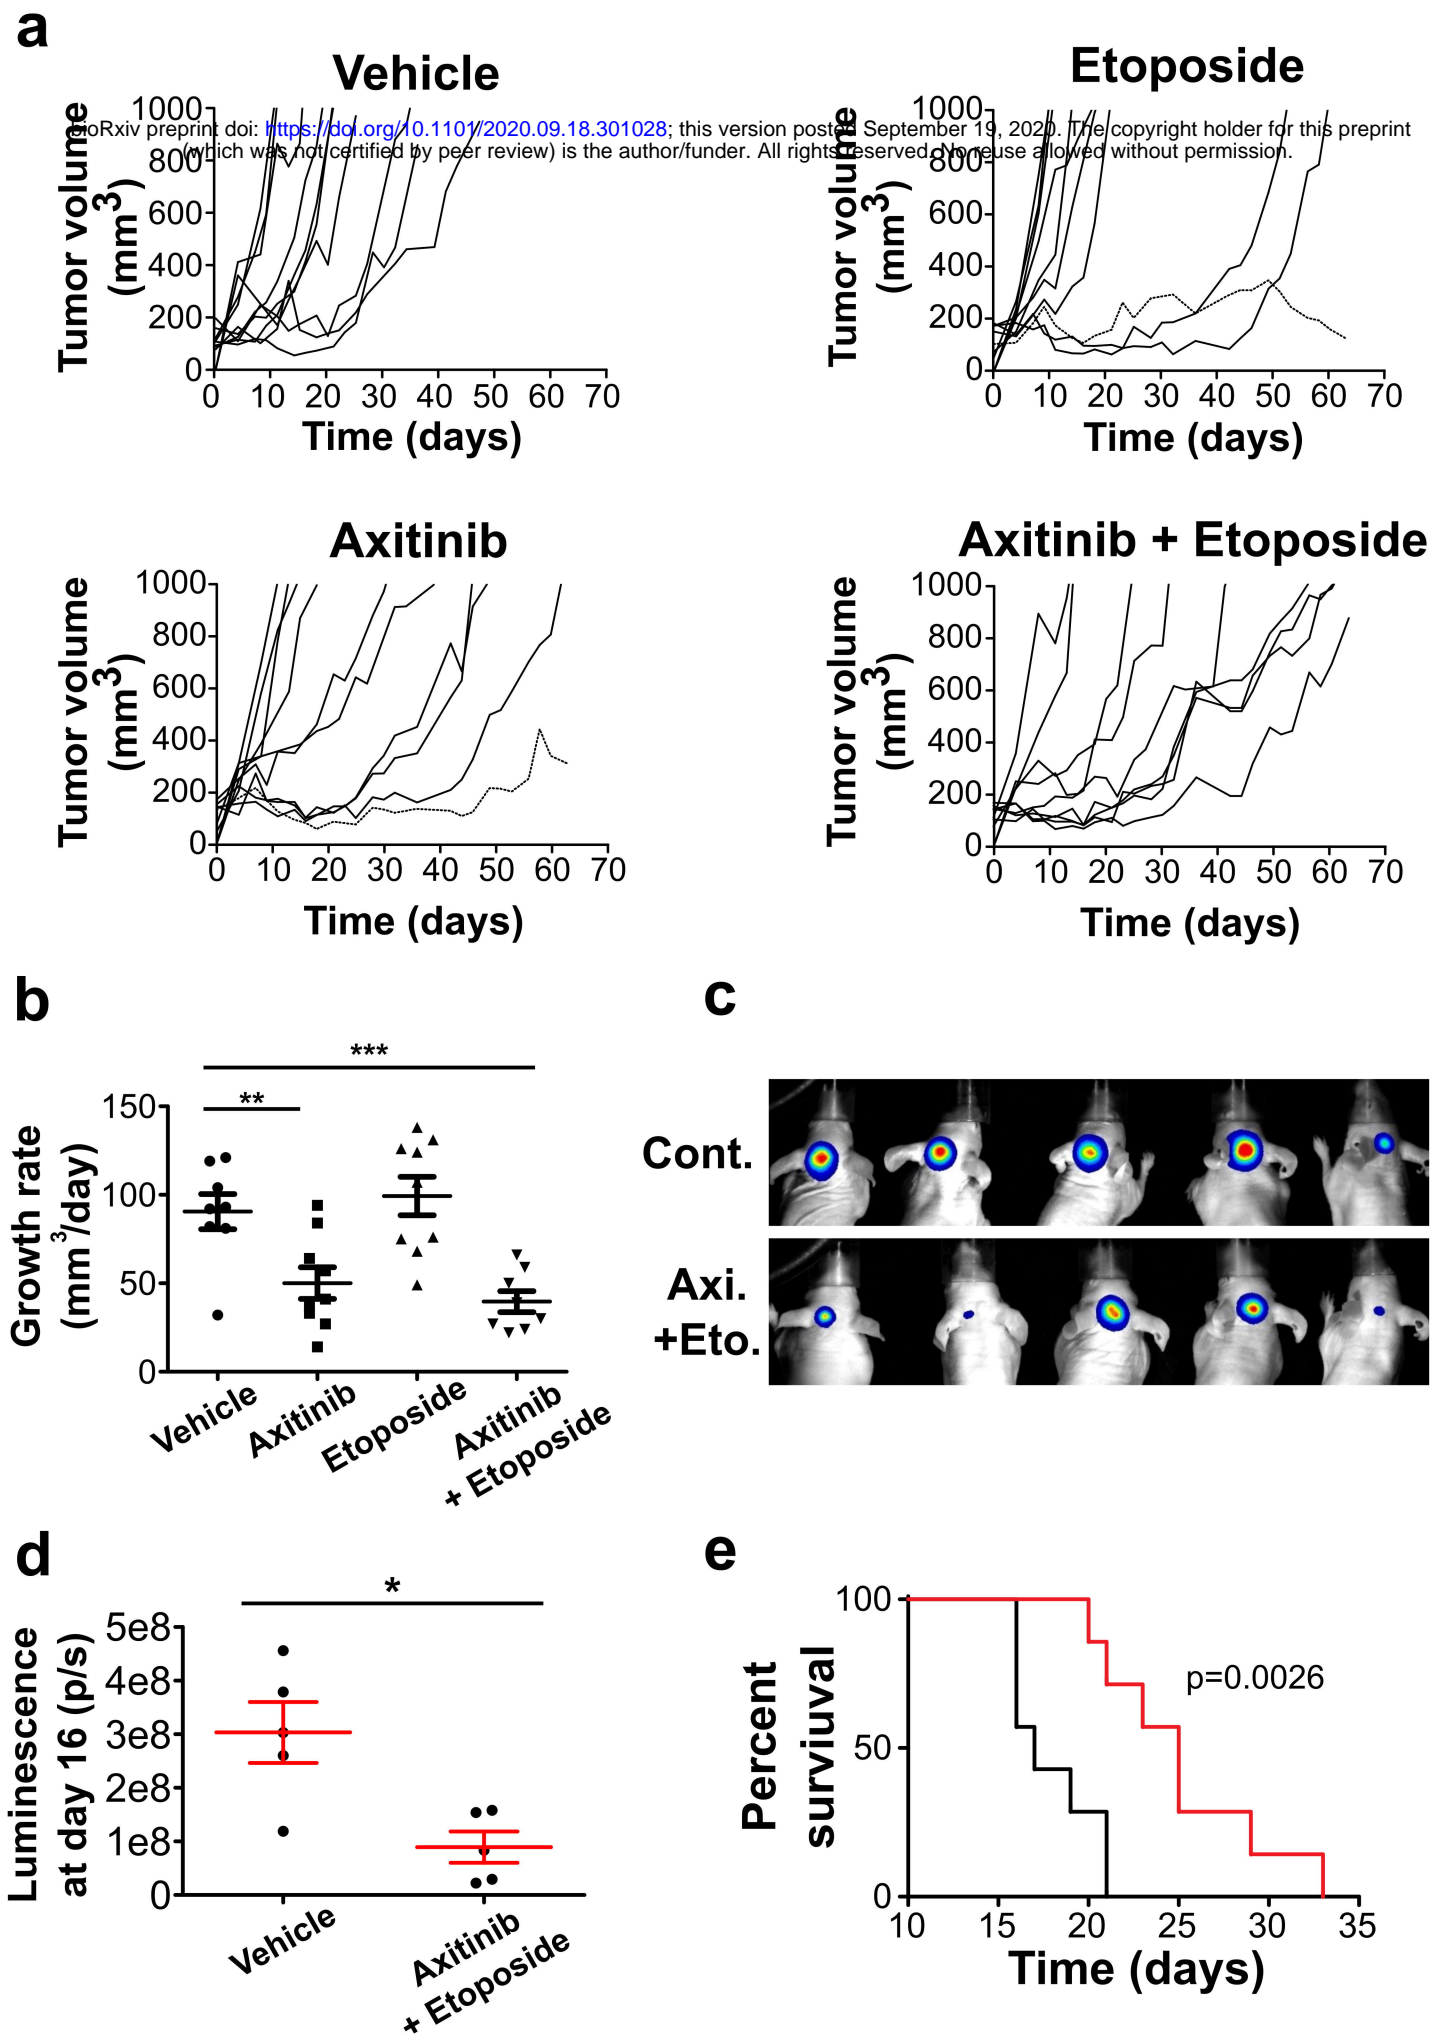 a
Vehicle
Etoposide
bioRxiv preprint doi: https://doi.org/10.1101/2020.09.18.301028; this version posted September 19, 2020. The copyright holder for this preprint
(which was not certified by peer review) is the author/funder. All rights reserved. No reuse allowed without permission.
Tumor volume
(mm3)
1000
800
600
400
200
0
0 10 20 30 40 50 60 70
Time (days)
Tumor volume
(mm3)
1000
800
600
400
200
0
0 10 20 30 40 50 60 70
Time (days)
Axitinib
Tumor volume
(mm3)
1000
800
600
400
200
0
0 10 20 30 40 50 60 70
Time (days)
Axitinib + Etoposide
Tumor volume
(mm3)
1000
800
600
400
200
0
0 10 20 30 40 50 60 70
Time (days)
b
***
**
Growth rate
(mm3/day)
150
100
50
0
Vehicle
Axitinib
Etoposide
Axitinib
+ Etoposide
c
Cont.
Axi.
+Eto.
d
*
Luminescence
at day 16 (p/s)
5e8
4e8
3e8
2e8
1e8
0
Vehicle
Axitinib
+ Etoposide
e
Percent
surviuval
100
50
0
p=0.0026
10 15 20 25 30 35
Time (days)